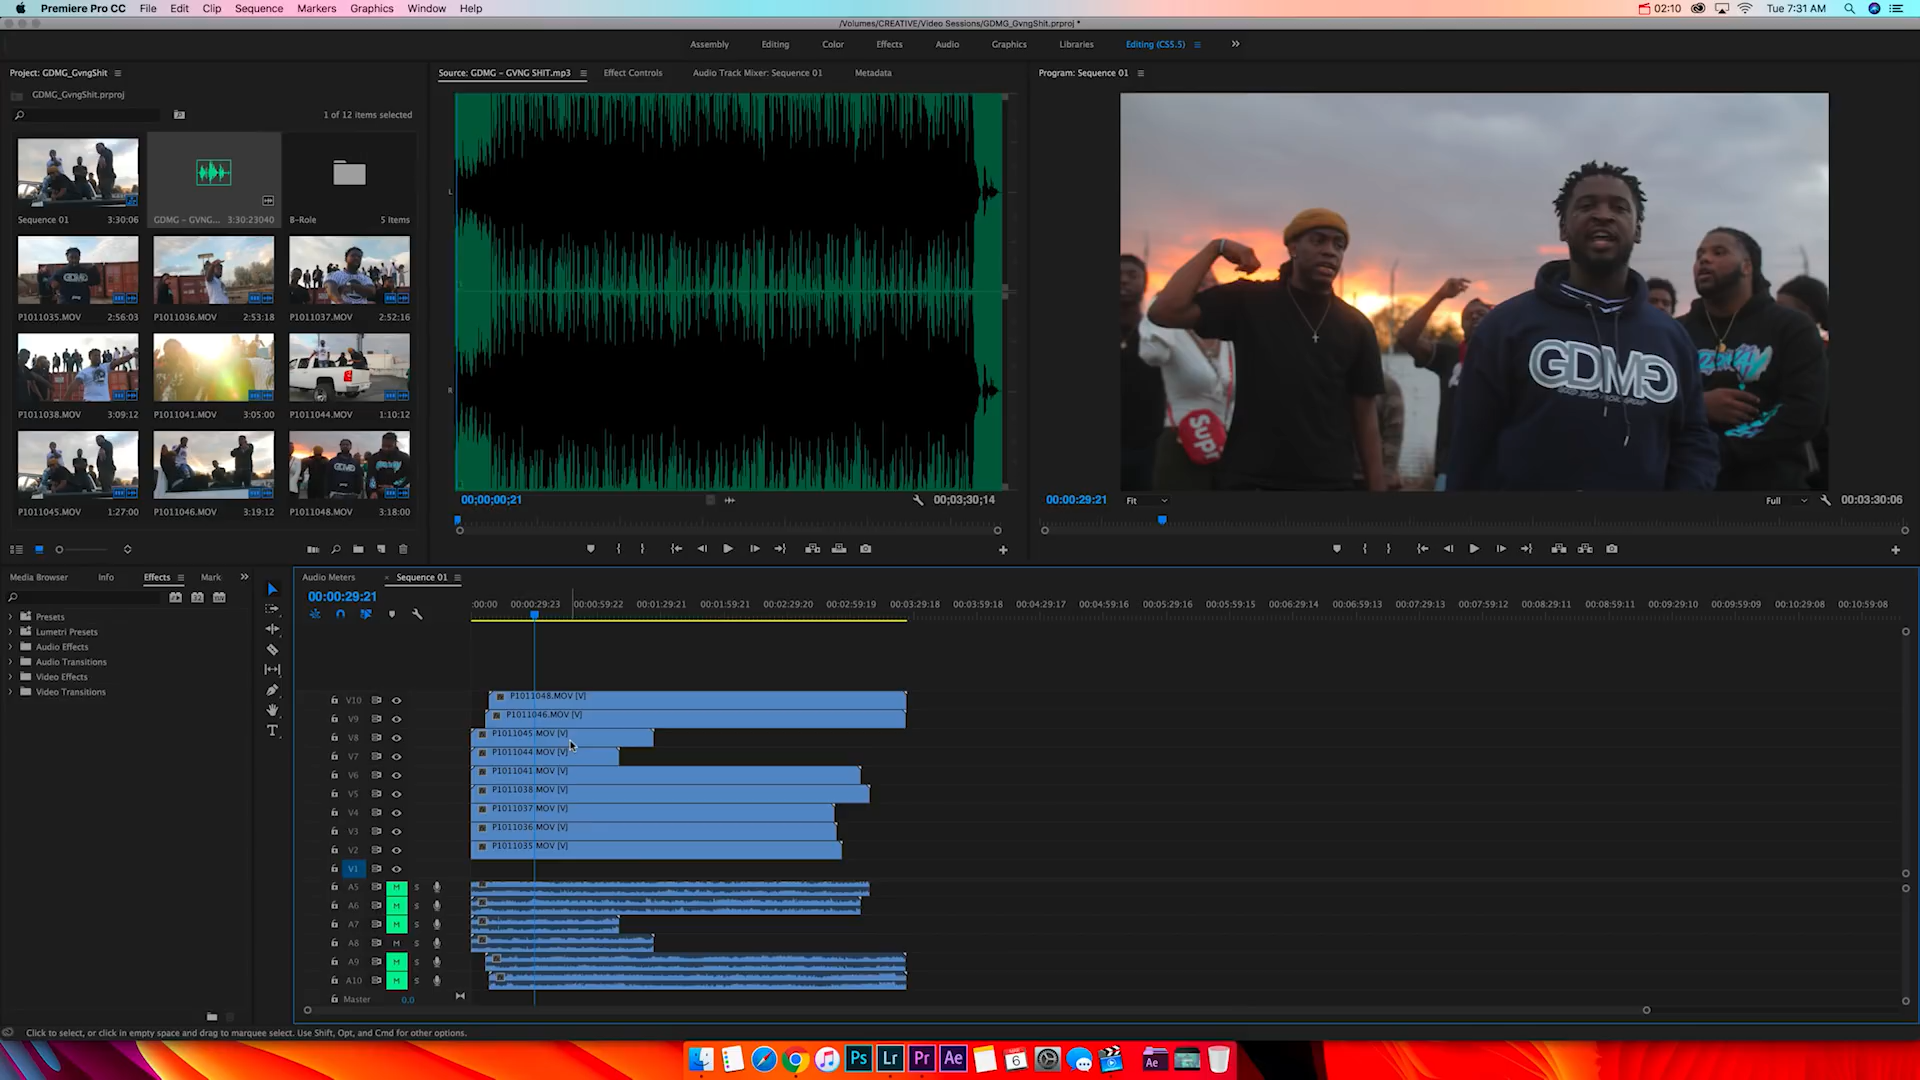 Premiere Pro CC File Edit Clip Sequence Markers Graphics Window Help
02:10 Tue 7:31 AM
/Volumes/CREATIVE/Video Sessions/GDMG_GvngShit.prproj *
Assembly Editing Color Effects Audio Graphics Libraries Editing (CS5.5)
Project: GDMG_GvngShit
GDMG_GvngShit.prproj
1 of 12 items selected
Sequence 01 3:30:06
GDMG – GVNG... 3:30:23040
B-Role 5 Items
P1011035.MOV 2:56:03
P1011036.MOV 2:53:18
P1011037.MOV 2:52:16
P1011038.MOV 3:09:12
P1011041.MOV 3:05:00
P1011044.MOV 1:10:12
P1011045.MOV 1:27:00
P1011046.MOV 3:19:12
P1011048.MOV 3:18:00
Source: GDMG – GVNG SHIT.mp3 Effect Controls Audio Track Mixer: Sequence 01 Metadata
L
R
00;00;00;21 00;03;30;14
Program: Sequence 01
GDMG
Supr
00:00:29:21 Fit Full 00:03:30:06
Media Browser Info Effects Mark
Presets
Lumetri Presets
Audio Effects
Audio Transitions
Video Effects
Video Transitions
T
Audio Meters × Sequence 01
00:00:29:21
:00:00 00:00:29:23 00:00:59:22 00:01:29:21 00:01:59:21 00:02:29:20 00:02:59:19 00:03:29:18 00:03:59:18 00:04:29:17 00:04:59:16 00:05:29:16 00:05:59:15 00:06:29:14 00:06:59:13 00:07:29:13 00:07:59:12 00:08:29:11 00:08:59:11 00:09:29:10 00:09:59:09 00:10:29:08 00:10:59:08
V10 P1011048.MOV [V]
V9 P1011046.MOV [V]
V8 P1011045.MOV [V]
V7 P1011044.MOV [V]
V6 P1011041.MOV [V]
V5 P1011038.MOV [V]
V4 P1011037.MOV [V]
V3 P1011036.MOV [V]
V2 P1011035.MOV [V]
V1
A5 M S
A6 M S
A7 M S
A8 M S
A9 M S
A10 M S
Master 0.0
Click to select, or click in empty space and drag to marquee select. Use Shift, Opt, and Cmd for other options.
Ps Lr Pr Ae 6 Ae